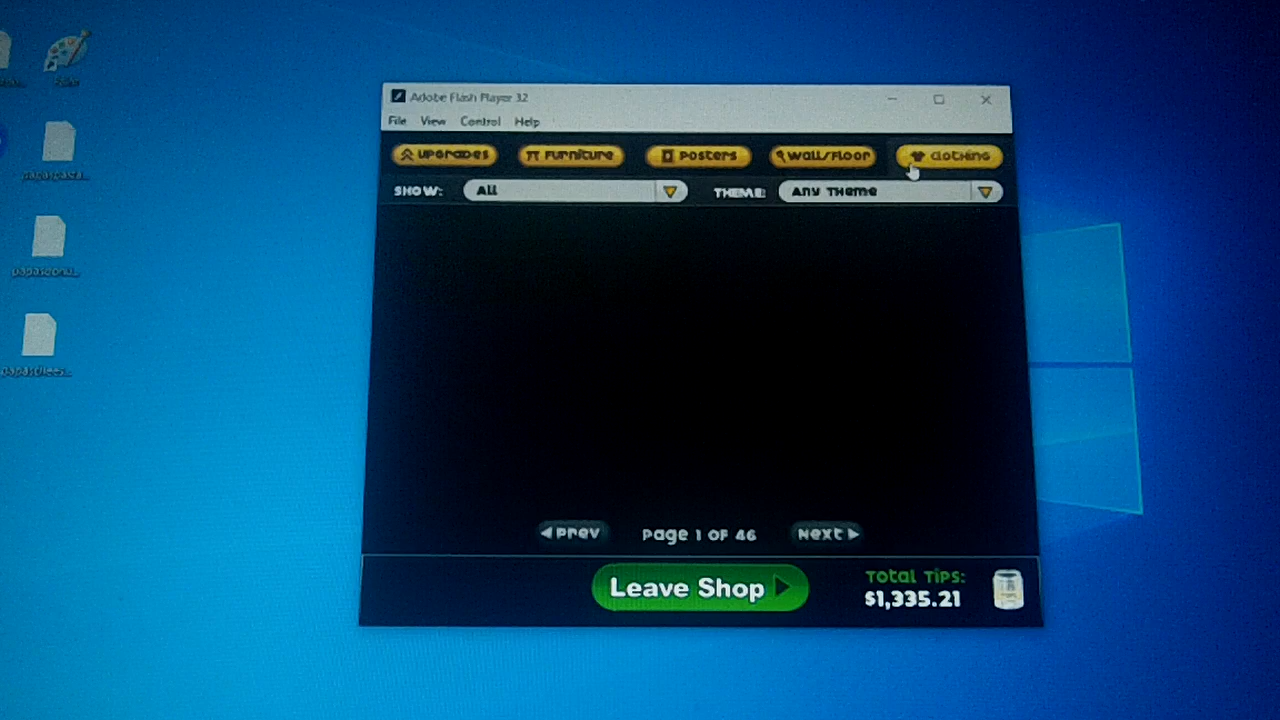 Adobe Flash Player 32
File View Control Help
Upgrades Furniture Posters Wall/Floor Clothing
SHOW: All THEME: Any Theme
Prev Page 1 OF 46 Next
Leave Shop
Total Tips:
$1,335.21